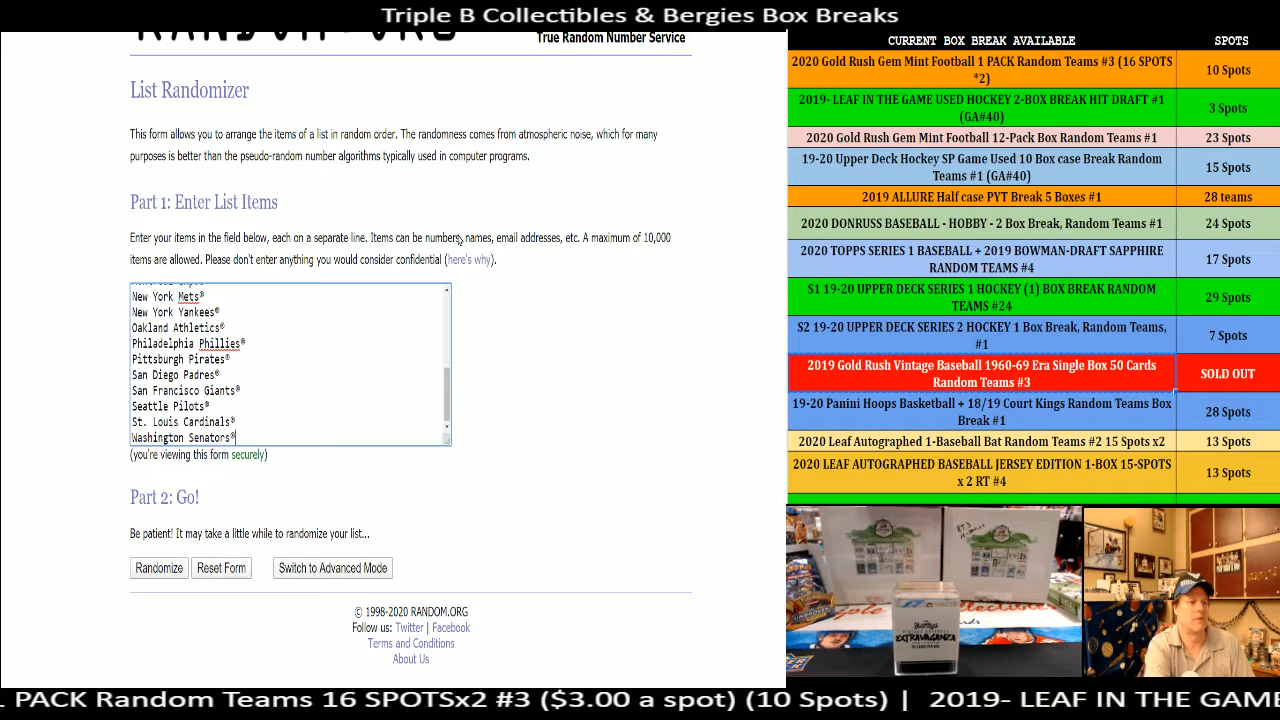 Triple B Collectibles & Bergies Box Breaks
RANDOM.ORG
True Random Number Service
List Randomizer
This form allows you to arrange the items of a list in random order. The randomness comes from atmospheric noise, which for many
purposes is better than the pseudo-random number algorithms typically used in computer programs.
Part 1: Enter List Items
Enter your items in the field below, each on a separate line. Items can be numbers, names, email addresses, etc. A maximum of 10,000
items are allowed. Please don't enter anything you would consider confidential (here's why).
New York Mets®
New York Yankees®
Oakland Athletics®
Philadelphia Phillies®
Pittsburgh Pirates®
San Diego Padres®
San Francisco Giants®
Seattle Pilots®
St. Louis Cardinals®
Washington Senators®
(you're viewing this form securely)
Part 2: Go!
Be patient! It may take a little while to randomize your list...
Randomize Reset Form Switch to Advanced Mode
© 1998-2020 RANDOM.ORG
Follow us: Twitter | Facebook
Terms and Conditions
About Us
CURRENT BOX BREAK AVAILABLE SPOTS
2020 Gold Rush Gem Mint Football 1 PACK Random Teams #3 (16 SPOTS
*2)
10 Spots
2019- LEAF IN THE GAME USED HOCKEY 2-BOX BREAK HIT DRAFT #1
(GA#40)
3 Spots
2020 Gold Rush Gem Mint Football 12-Pack Box Random Teams #1
23 Spots
19-20 Upper Deck Hockey SP Game Used 10 Box case Break Random
Teams #1 (GA#40)
15 Spots
2019 ALLURE Half case PYT Break 5 Boxes #1
28 teams
2020 DONRUSS BASEBALL - HOBBY - 2 Box Break, Random Teams #1
24 Spots
2020 TOPPS SERIES 1 BASEBALL + 2019 BOWMAN-DRAFT SAPPHIRE
RANDOM TEAMS #4
17 Spots
S1 19-20 UPPER DECK SERIES 1 HOCKEY (1) BOX BREAK RANDOM
TEAMS #24
29 Spots
S2 19-20 UPPER DECK SERIES 2 HOCKEY 1 Box Break, Random Teams,
#1
7 Spots
2019 Gold Rush Vintage Baseball 1960-69 Era Single Box 50 Cards
Random Teams #3
SOLD OUT
19-20 Panini Hoops Basketball + 18/19 Court Kings Random Teams Box
Break #1
28 Spots
2020 Leaf Autographed 1-Baseball Bat Random Teams #2 15 Spots x2
13 Spots
2020 LEAF AUTOGRAPHED BASEBALL JERSEY EDITION 1-BOX 15-SPOTS
x 2 RT #4
13 Spots
EXTRAVAGANZA
PACK Random Teams 16 SPOTSx2 #3 ($3.00 a spot) (10 Spots) | 2019- LEAF IN THE GAME